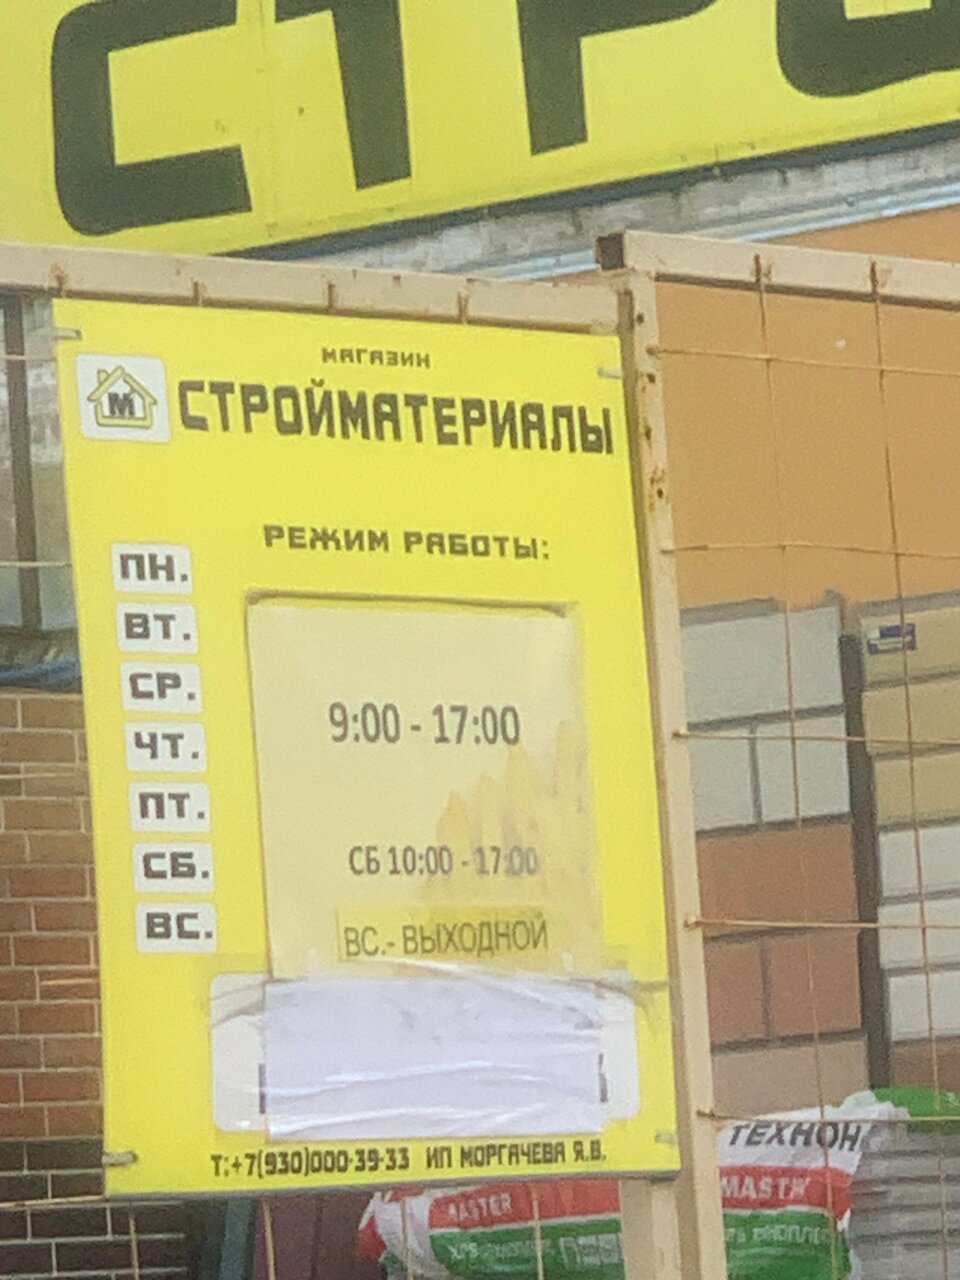 СТРО
МАГАЗИН
М
СТРОЙМАТЕРИАЛЫ
РЕЖИМ РАБОТЫ:
ПН.
ВТ.
СР.
ЧТ.
ПТ.
СБ.
ВС.
9:00 - 17:00
СБ 10:00 - 17:00
ВС.- ВЫХОДНОЙ
Т:+7(930)000-39-33 ИП МОРГАЧЕВА Я.В.
ТЕХНОН
MASTER
MASTER